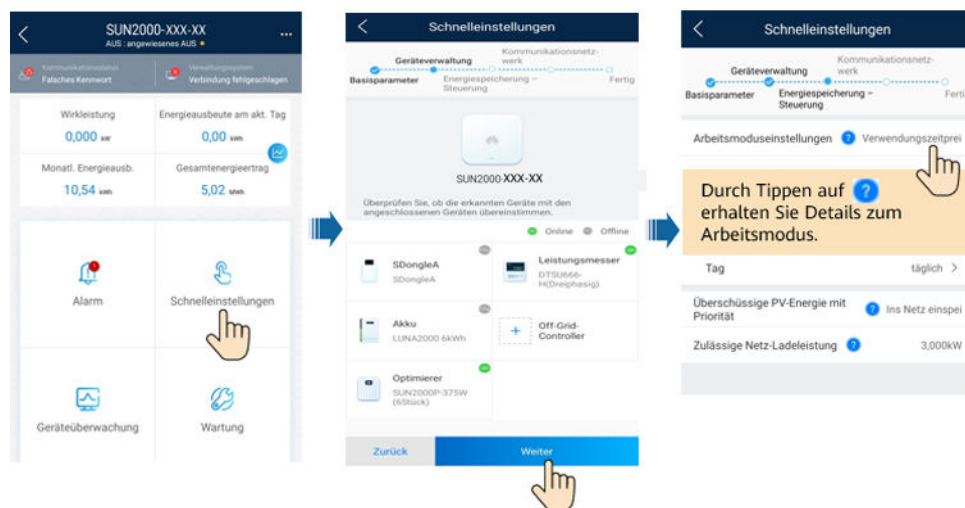 SUN2000-XXX-XX
AUS : angewiesenes AUS
Kommunikationsstatus
Falsches Kennwort
Verwaltungssystem
Verbindung fehlgeschlagen
Wirkleistung
0,000 kW
Energieausbeute am akt. Tag
0,00 kWh
Monatl. Energieausb.
10,54 kWh
Gesamtenergieertrag
5,02 MWh
Alarm
Schnelleinstellungen
Geräteüberwachung
Wartung
Schnelleinstellungen
Geräteverwaltung
Kommunikationsnetz-
werk
Basisparameter
Energiespeicherung –
Steuerung
Fertig
SUN2000-XXX-XX
Überprüfen Sie, ob die erkannten Geräte mit den
angeschlossenen Geräten übereinstimmen.
Online
Offline
SDongleA
SDongleA
Leistungsmesser
DTSU666-
H(Dreiphasig)
Akku
LUNA2000 6kWh
+
Off-Grid-
Controller
Optimierer
SUN2000P-375W
(6Stück)
Zurück
Weiter
Schnelleinstellungen
Geräteverwaltung
Kommunikationsnetz-
werk
Basisparameter
Energiespeicherung –
Steuerung
Ferti
Arbeitsmoduseinstellungen ? Verwendungszeitprei
Durch Tippen auf ?
erhalten Sie Details zum
Arbeitsmodus.
Tag
täglich >
Überschüssige PV-Energie mit
Priorität
? Ins Netz einspei
Zulässige Netz-Ladeleistung ? 3,000kW